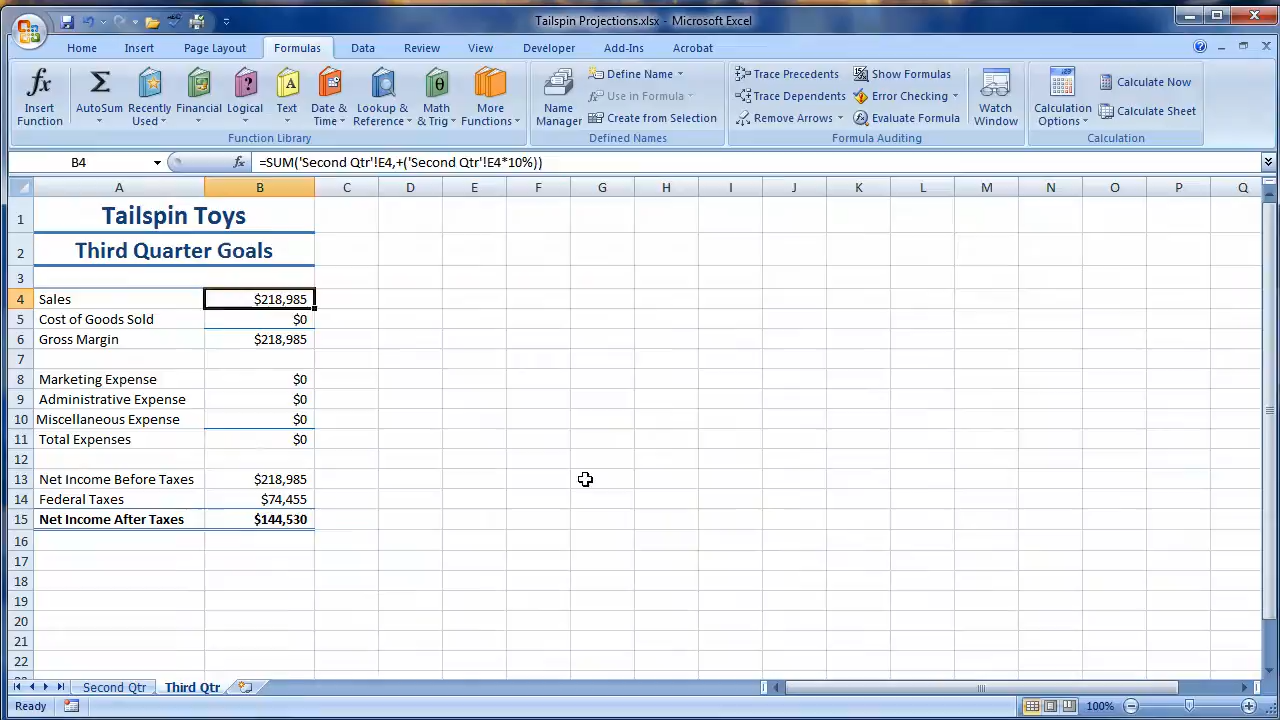 Tailspin Projections.xlsx - Microsoft Excel
Home Insert Page Layout Formulas Data Review View Developer Add-Ins Acrobat
Insert Function
AutoSum
Recently Used
Financial
Logical
Text
Date & Time
Lookup & Reference
Math & Trig
More Functions
Function Library
Name Manager
Define Name
Use in Formula
Create from Selection
Defined Names
Trace Precedents
Trace Dependents
Remove Arrows
Show Formulas
Error Checking
Evaluate Formula
Watch Window
Formula Auditing
Calculation Options
Calculate Now
Calculate Sheet
Calculation
B4 fx =SUM('Second Qtr'!E4,+('Second Qtr'!E4*10%))
A B C D E F G H I J K L M N O P Q
1 Tailspin Toys
2 Third Quarter Goals
3
4 Sales $218,985
5 Cost of Goods Sold $0
6 Gross Margin $218,985
7
8 Marketing Expense $0
9 Administrative Expense $0
10 Miscellaneous Expense $0
11 Total Expenses $0
12
13 Net Income Before Taxes $218,985
14 Federal Taxes $74,455
15 Net Income After Taxes $144,530
16
17
18
19
20
21
22
Second Qtr Third Qtr
Ready 100%